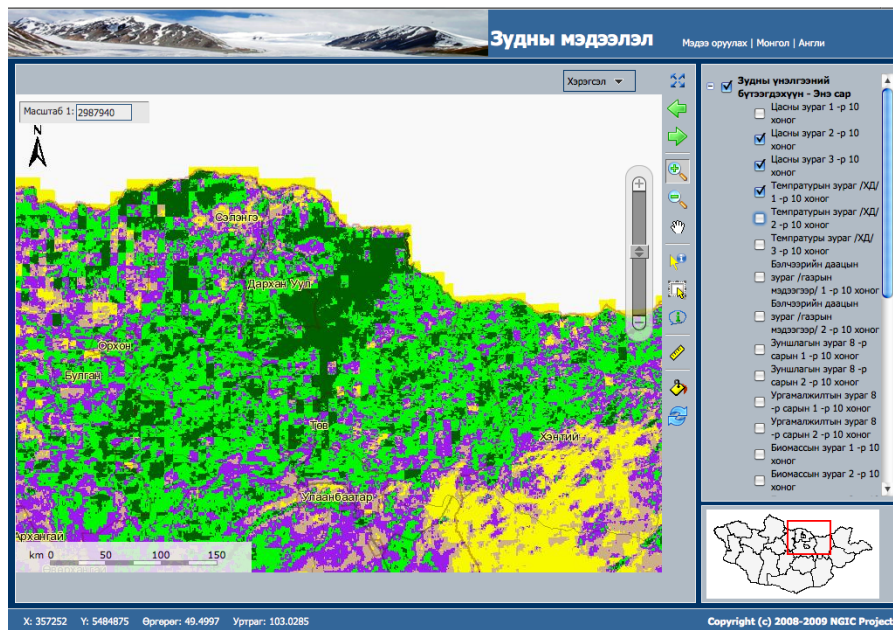 Зудны мэдээлэл
Мэдээ оруулах | Монгол | Англи
Хэрэгсэл
Масштаб 1: 2987940
N
Сэлэнгэ
Дархан Уул
Орхон
Булган
Төв
Хэнтий
Улаанбаатар
Архангай
km 0 50 100 150
Зудны үнэлгээний
бүтээгдэхүүн - Энэ сар
Цасны зураг 1 -р 10
хоног
Цасны зураг 2 -р 10
хоног
Цасны зураг 3 -р 10
хоног
Темпратурын зураг /ХД/
1 -р 10 хоног
Темпратурын зураг /ХД/
2 -р 10 хоног
Температуры зураг /ХД/
3 -р 10 хоног
Бэлчээрийн даацын
зураг /газрын
мэдээгээр/ 1 -р 10 хоног
Бэлчээрийн даацын
зураг /газрын
мэдээгээр/ 2 -р 10 хоног
Зуншлагын зураг 8 -р
сарын 1 -р 10 хоног
Зуншлагын зураг 8 -р
сарын 2 -р 10 хоног
Ургамалжилтын зураг 8
-р сарын 1 -р 10 хоног
Ургамалжилтын зураг 8
-р сарын 2 -р 10 хоног
Биомассын зураг 1 -р 10
хоног
Биомассын зураг 2 -р 10
хоног
X: 357252 Y: 5484875 Өргөрөг: 49.4997 Уртраг: 103.0285
Copyright (c) 2008-2009 NGIC Project